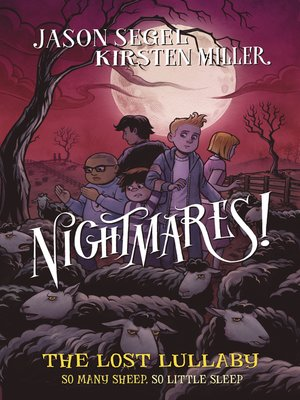 JASON SEGEL
KIRSTEN MILLER
NIGHTMARES!
THE LOST LULLABY
SO MANY SHEEP, SO LITTLE SLEEP